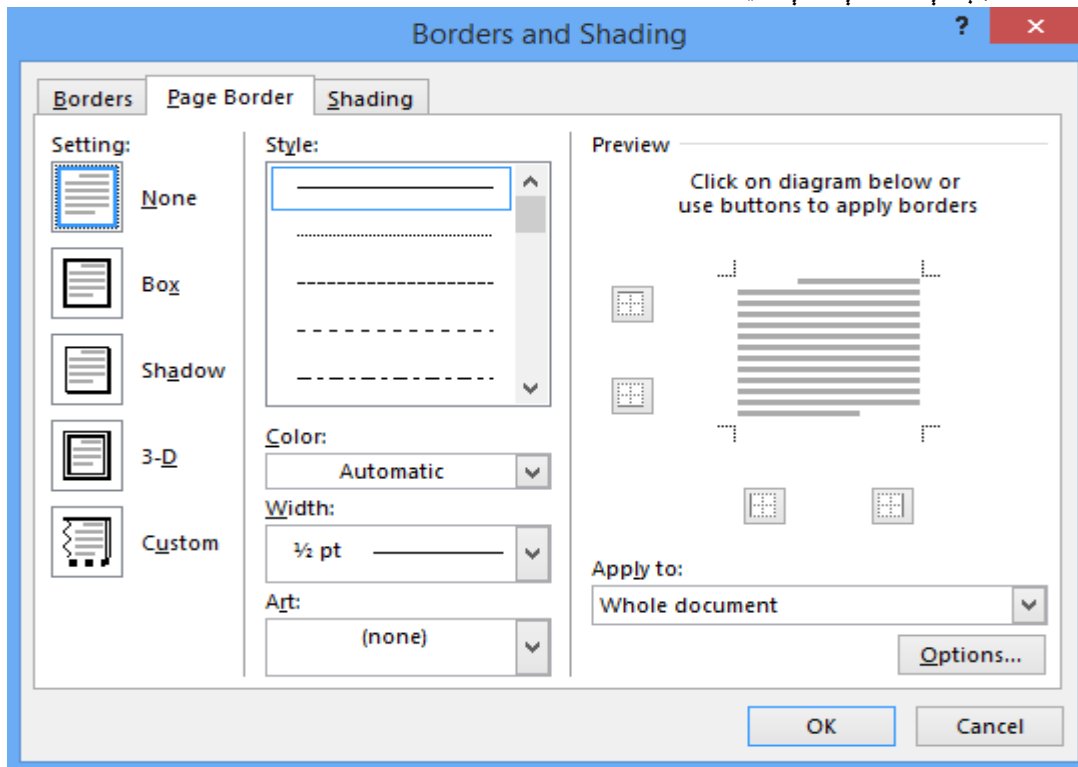 Borders and Shading
?
Borders
Page Border
Shading
Setting:
None
Box
Shadow
3-D
Custom
Style:
Color:
Automatic
Width:
½ pt
Art:
(none)
Preview
Click on diagram below or
use buttons to apply borders
Apply to:
Whole document
Options...
OK
Cancel